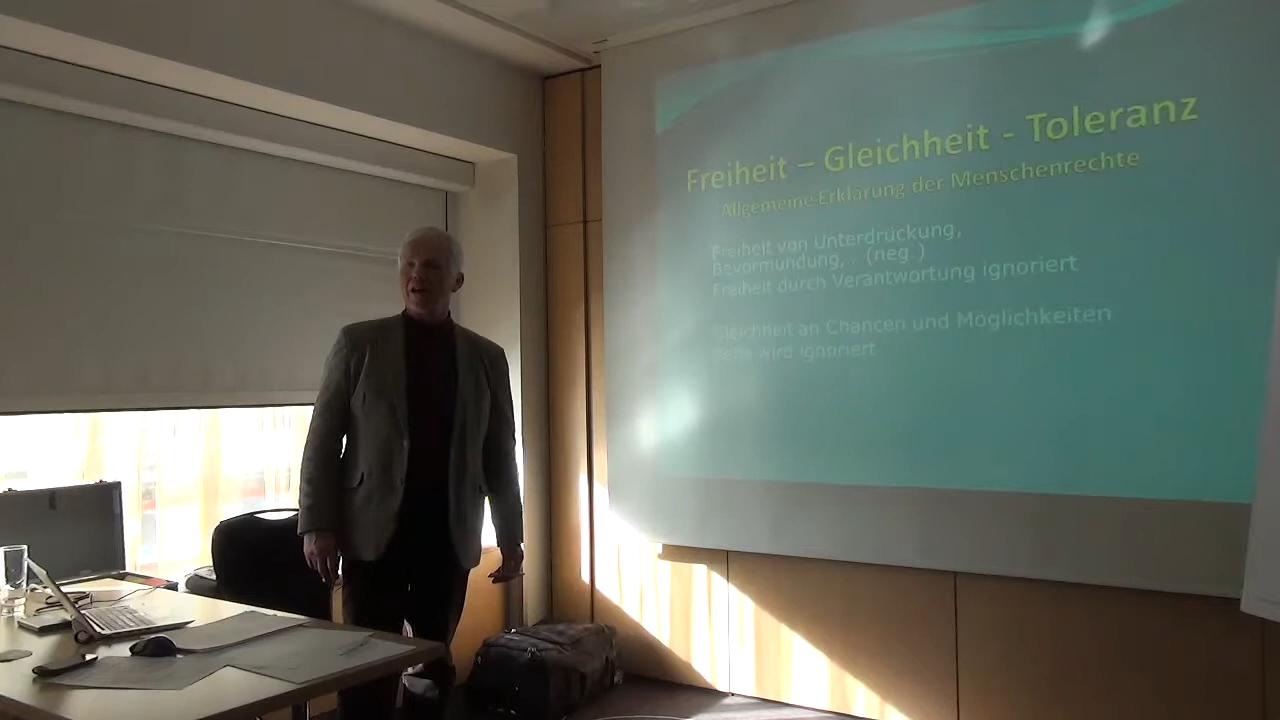 Freiheit – Gleichheit - Toleranz
Allgemeine Erklärung der Menschenrechte
Freiheit von Unterdrückung,
Bevormundung, . (neg.)
Freiheit durch Verantwortung ignoriert
Gleichheit an Chancen und Möglichkeiten
wird ignoriert